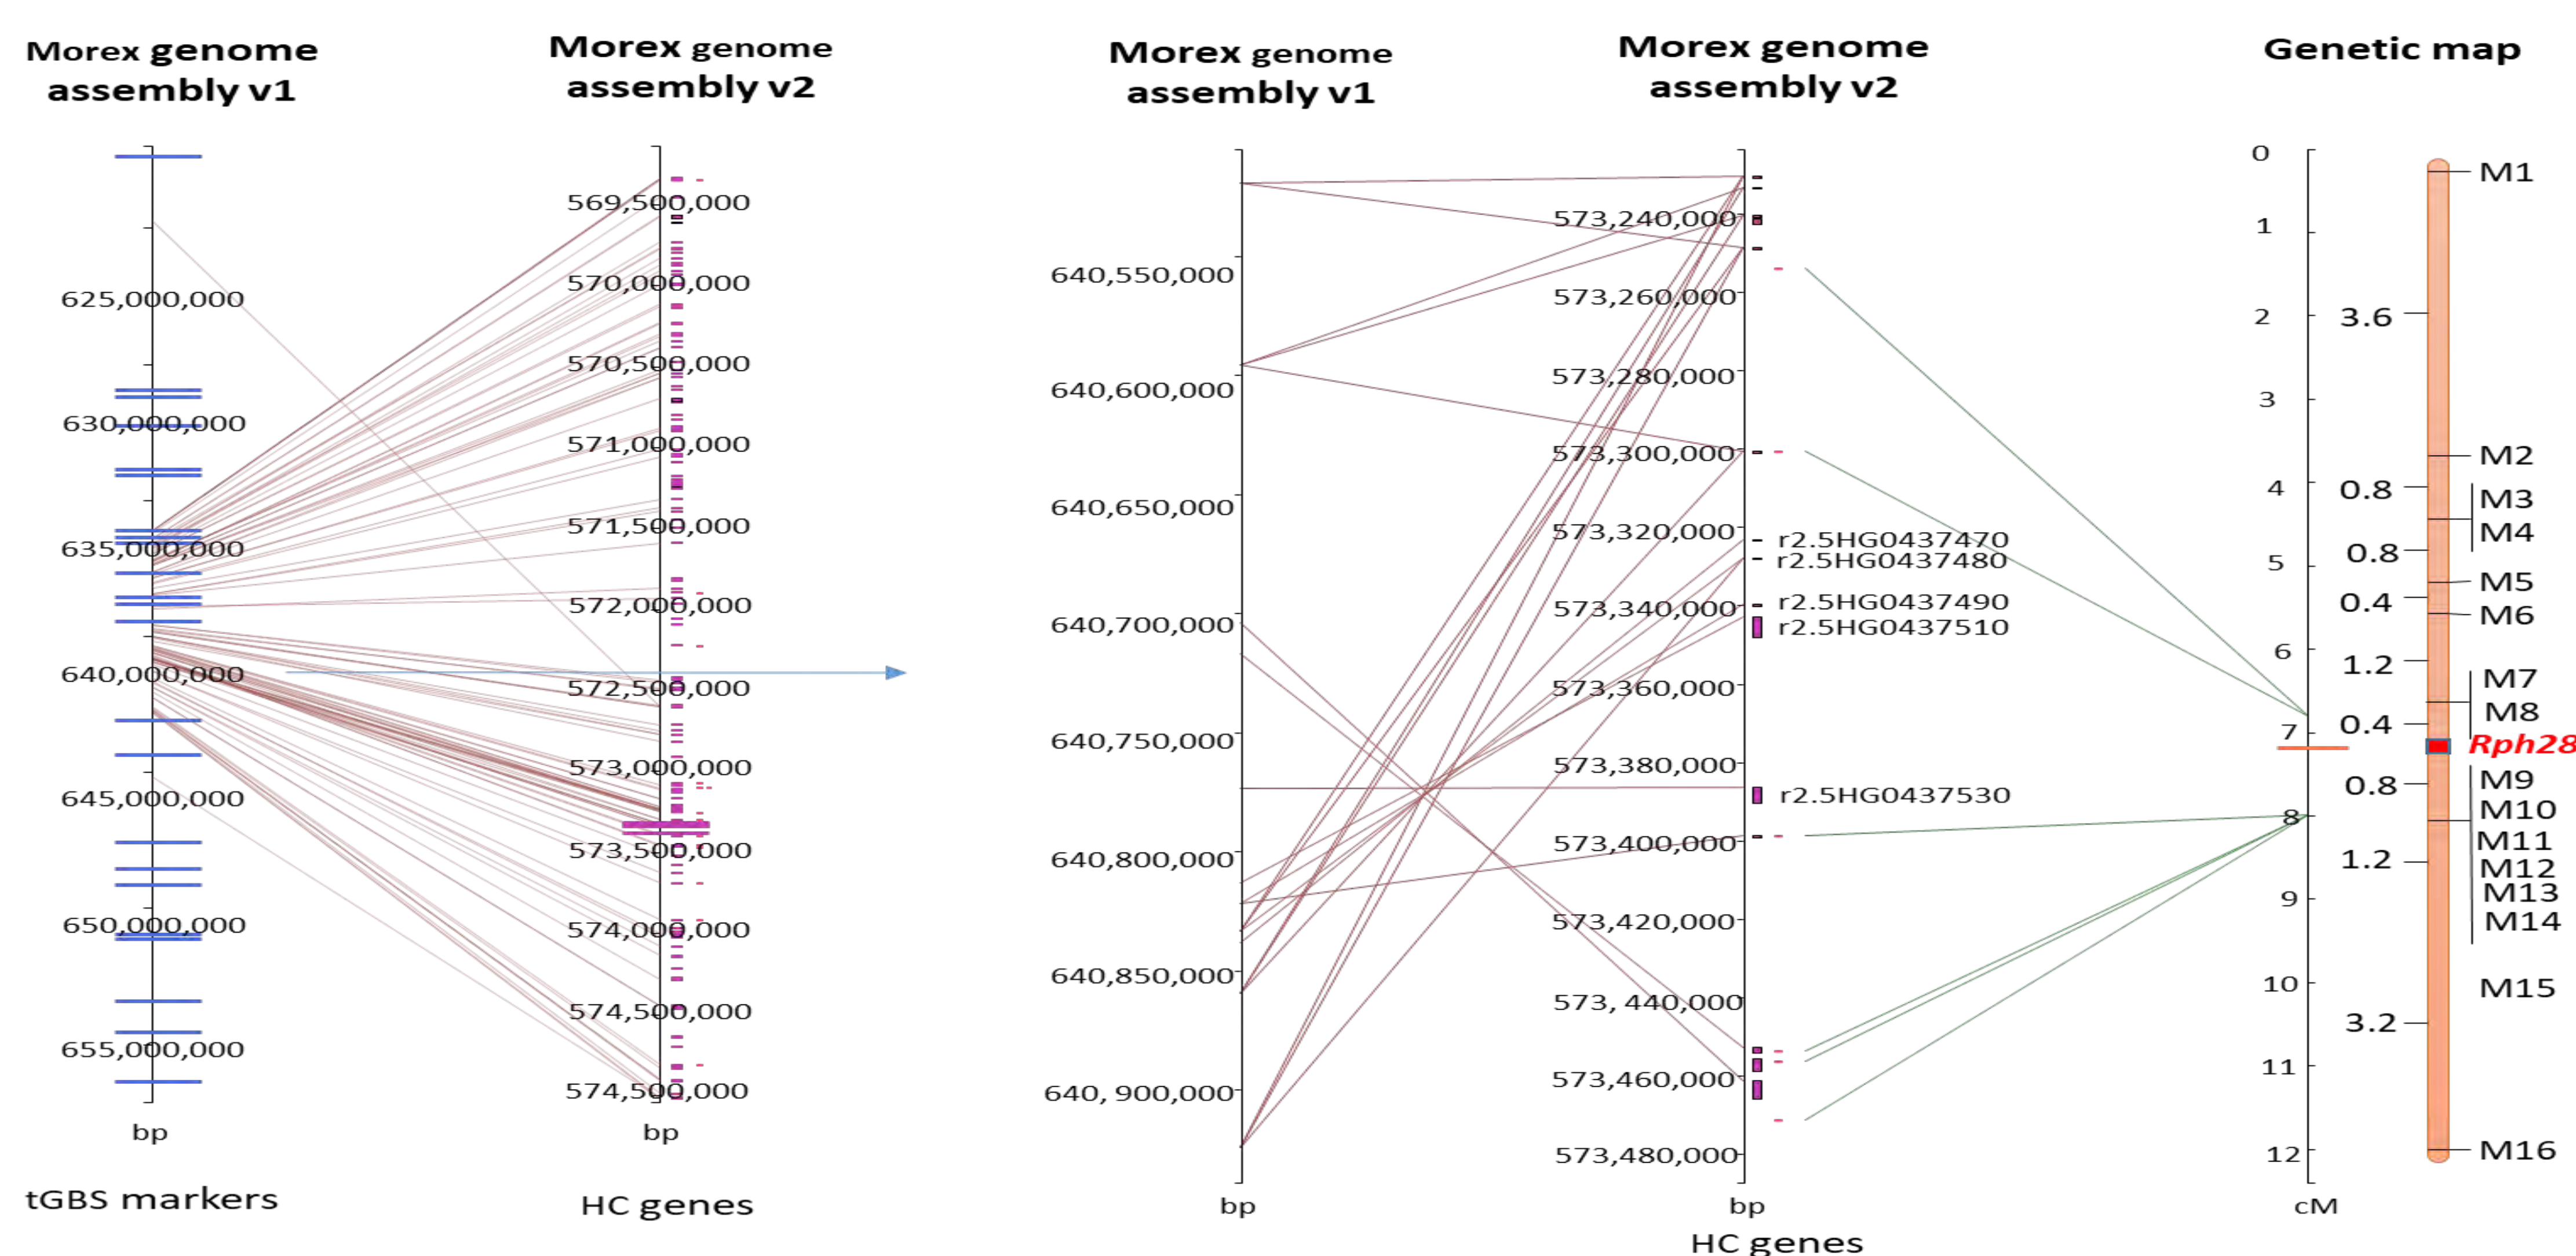 Morex genome
assembly v1
Morex genome
assembly v2
Morex genome
assembly v1
Morex genome
assembly v2
Genetic map
625,000,000
630,000,000
635,000,000
640,000,000
645,000,000
650,000,000
655,000,000
bp
tGBS markers
569,500,000
570,000,000
570,500,000
571,000,000
571,500,000
572,000,000
572,500,000
573,000,000
573,500,000
574,000,000
574,500,000
574,500,000
bp
HC genes
640,550,000
640,600,000
640,650,000
640,700,000
640,750,000
640,800,000
640,850,000
640,900,000
bp
573,240,000
573,260,000
573,280,000
573,300,000
573,320,000
573,340,000
573,360,000
573,380,000
573,400,000
573,420,000
573, 440,000
573,460,000
573,480,000
bp
HC genes
r2.5HG0437470
r2.5HG0437480
r2.5HG0437490
r2.5HG0437510
r2.5HG0437530
0
1
2
3
4
5
6
7
8
9
10
11
12
cM
3.6
0.8
0.8
0.4
1.2
0.4
0.8
1.2
3.2
M1
M2
M3
M4
M5
M6
M7
M8
Rph28
M9
M10
M11
M12
M13
M14
M15
M16